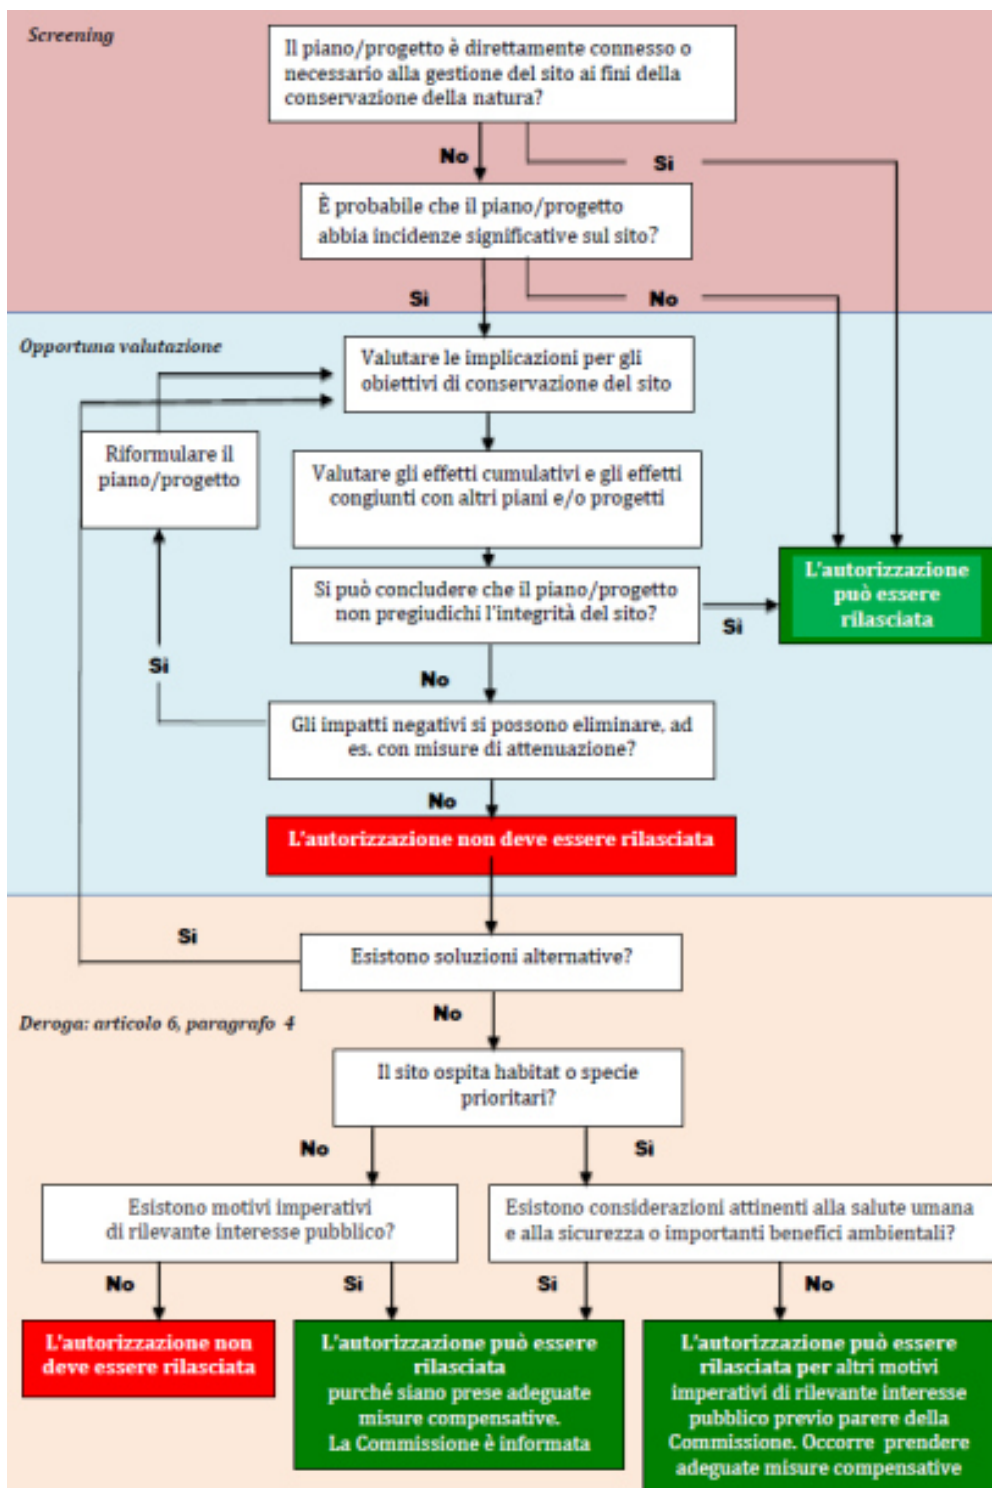 Screening
Il piano/progetto è direttamente connesso o
necessario alla gestione del sito ai fini della
conservazione della natura?
No
Sì
È probabile che il piano/progetto
abbia incidenze significative sul sito?
Sì
No
Opportuna valutazione
Valutare le implicazioni per gli
obiettivi di conservazione del sito
Riformulare il
piano/progetto
Valutare gli effetti cumulativi e gli effetti
congiunti con altri piani e/o progetti
L'autorizzazione
può essere
rilasciata
Si può concludere che il piano/progetto
non pregiudichi l'integrità del sito?
Sì
Sì
No
Gli impatti negativi si possono eliminare, ad
es. con misure di attenuazione?
No
L'autorizzazione non deve essere rilasciata
Sì
Esistono soluzioni alternative?
No
Deroga: articolo 6, paragrafo 4
Il sito ospita habitat o specie
prioritari?
No
Sì
Esistono motivi imperativi
di rilevante interesse pubblico?
Esistono considerazioni attinenti alla salute umana
e alla sicurezza o importanti benefici ambientali?
No
Sì
Sì
No
L'autorizzazione non
deve essere rilasciata
L'autorizzazione può essere
rilasciata
purché siano prese adeguate
misure compensative.
La Commissione è informata
L'autorizzazione può essere
rilasciata per altri motivi
imperativi di rilevante interesse
pubblico previo parere della
Commissione. Occorre prendere
adeguate misure compensative